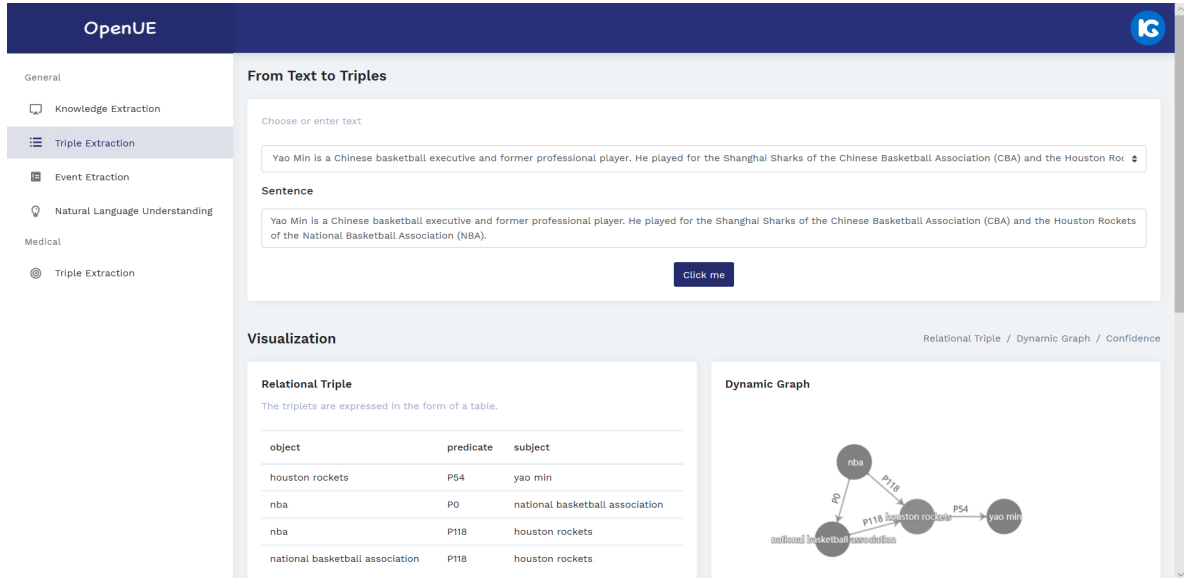 OpenUE
General
Knowledge Extraction
Triple Extraction
Event Etraction
Natural Language Understanding
Medical
Triple Extraction
From Text to Triples
Choose or enter text
Yao Min is a Chinese basketball executive and former professional player. He played for the Shanghai Sharks of the Chinese Basketball Association (CBA) and the Houston Roc
Sentence
Yao Min is a Chinese basketball executive and former professional player. He played for the Shanghai Sharks of the Chinese Basketball Association (CBA) and the Houston Rockets
of the National Basketball Association (NBA).
Click me
Visualization
Relational Triple / Dynamic Graph / Confidence
Relational Triple
The triplets are expressed in the form of a table.
object predicate subject
houston rockets P54 yao min
nba P0 national basketball association
nba P118 houston rockets
national basketball association P118 houston rockets
Dynamic Graph
nba
P118
P0
P54
houston rockets
yao min
P118
national basketball association